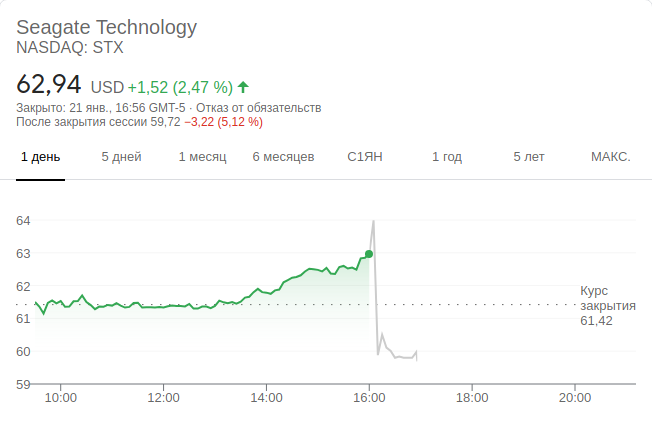 Seagate Technology
NASDAQ: STX
62,94 USD +1,52 (2,47 %)
Закрыто: 21 янв., 16:56 GMT-5 · Отказ от обязательств
После закрытия сессии 59,72 −3,22 (5,12 %)
1 день 5 дней 1 месяц 6 месяцев С1ЯН 1 год 5 лет МАКС.
64
63
62
61
60
59
Курс
закрытия
61,42
10:00 12:00 14:00 16:00 18:00 20:00